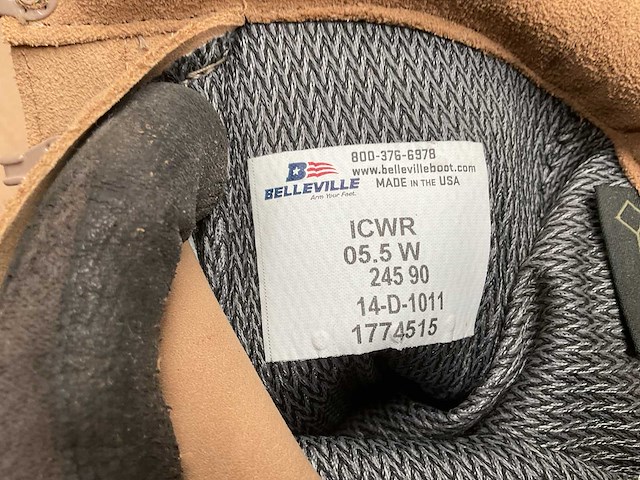 800-376-6978
www.bellevilleboot.com
BELLEVILLE MADE IN THE USA
Arm Your Feet.
ICWR
05.5 W
245 90
14-D-1011
1774515